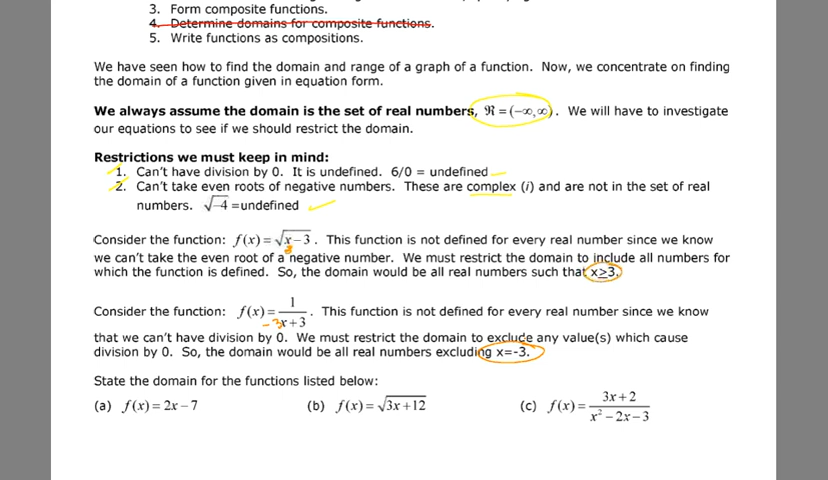 3. Form composite functions.
4. Determine domains for composite functions.
5. Write functions as compositions.
We have seen how to find the domain and range of a graph of a function. Now, we concentrate on finding
the domain of a function given in equation form.
We always assume the domain is the set of real numbers, ℜ = (−∞, ∞). We will have to investigate
our equations to see if we should restrict the domain.
Restrictions we must keep in mind:
1. Can't have division by 0. It is undefined. 6/0 = undefined
2. Can't take even roots of negative numbers. These are complex (i) and are not in the set of real
numbers. √−4 =undefined
Consider the function: f(x) = √x−3. This function is not defined for every real number since we know
3
we can't take the even root of a negative number. We must restrict the domain to include all numbers for
which the function is defined. So, the domain would be all real numbers such that x≥3.
Consider the function: f(x) = 1/x+3. This function is not defined for every real number since we know
-3
that we can't have division by 0. We must restrict the domain to exclude any value(s) which cause
division by 0. So, the domain would be all real numbers excluding x=-3.
State the domain for the functions listed below:
(a) f(x) = 2x − 7 (b) f(x) = √3x+12 (c) f(x) = 3x+2/x² − 2x − 3